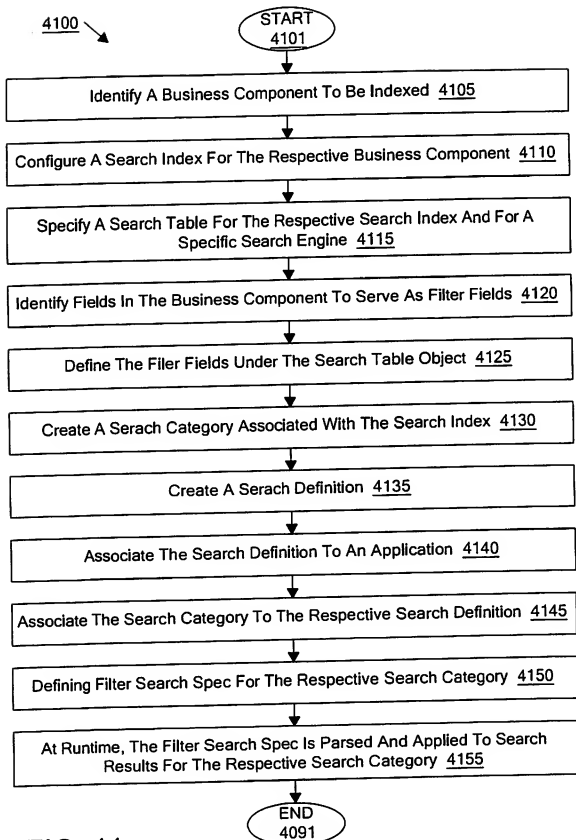 4100
START
4101
Identify A Business Component To Be Indexed 4105
Configure A Search Index For The Respective Business Component 4110
Specify A Search Table For The Respective Search Index And For A
Specific Search Engine 4115
Identify Fields In The Business Component To Serve As Filter Fields 4120
Define The Filer Fields Under The Search Table Object 4125
Create A Serach Category Associated With The Search Index 4130
Create A Serach Definition 4135
Associate The Search Definition To An Application 4140
Associate The Search Category To The Respective Search Definition 4145
Defining Filter Search Spec For The Respective Search Category 4150
At Runtime, The Filter Search Spec Is Parsed And Applied To Search
Results For The Respective Search Category 4155
END
4091